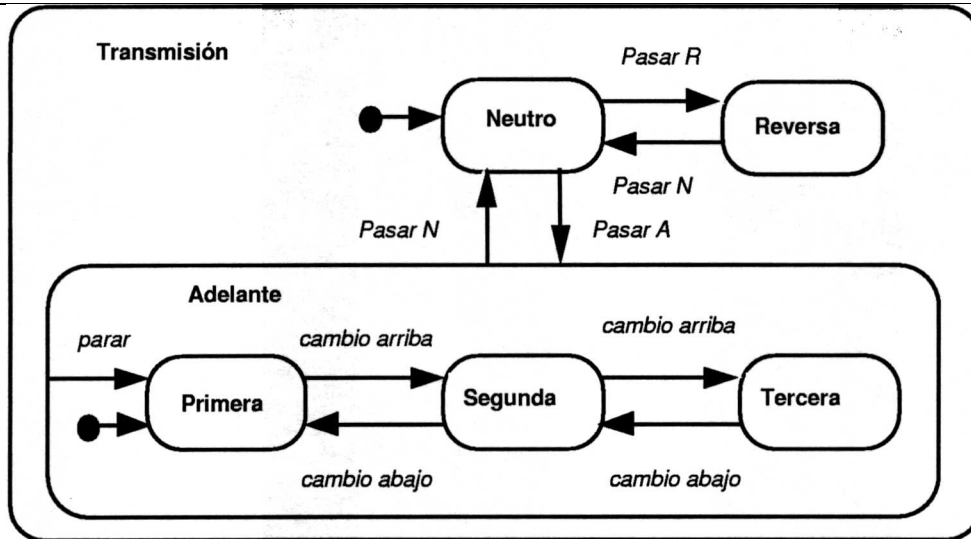 Transmisión
Pasar R
Neutro
Reversa
Pasar N
Pasar N
Pasar A
Adelante
parar
cambio arriba
cambio arriba
Primera
Segunda
Tercera
cambio abajo
cambio abajo